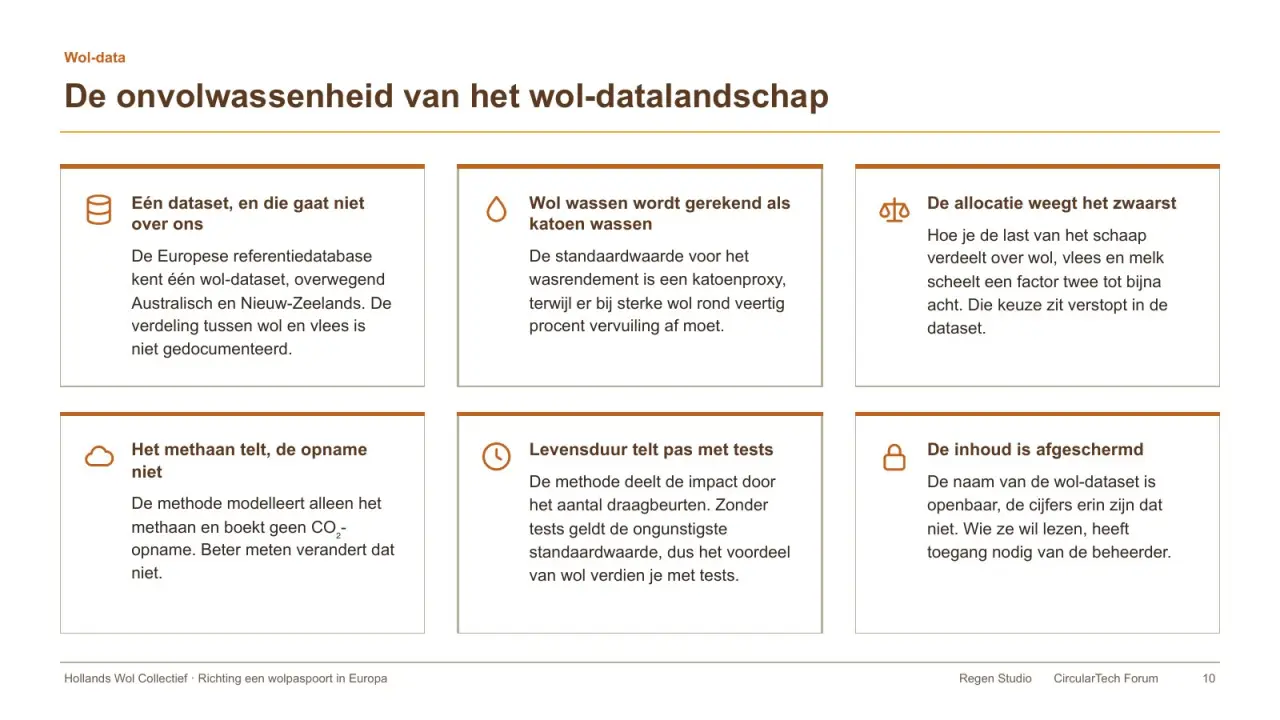 Wol-data
De onvolwassenheid van het wol-datalandschap
Eén dataset, en die gaat niet
over ons
De Europese referentiedatabase
kent één wol-dataset, overwegend
Australisch en Nieuw-Zeelands. De
verdeling tussen wol en vlees is
niet gedocumenteerd.
Wol wassen wordt gerekend als
katoen wassen
De standaardwaarde voor het
wasrendement is een katoenproxy,
terwijl er bij sterke wol rond veertig
procent vervuiling af moet.
De allocatie weegt het zwaarst
Hoe je de last van het schaap
verdeelt over wol, vlees en melk
scheelt een factor twee tot bijna
acht. Die keuze zit verstopt in de
dataset.
Het methaan telt, de opname
niet
De methode modelleert alleen het
methaan en boekt geen CO₂-
opname. Beter meten verandert dat
niet.
Levensduur telt pas met tests
De methode deelt de impact door
het aantal draagbeurten. Zonder
tests geldt de ongunstigste
standaardwaarde, dus het voordeel
van wol verdien je met tests.
De inhoud is afgeschermd
De naam van de wol-dataset is
openbaar, de cijfers erin zijn dat
niet. Wie ze wil lezen, heeft
toegang nodig van de beheerder.
Hollands Wol Collectief · Richting een wolpaspoort in Europa
Regen Studio CircularTech Forum 10